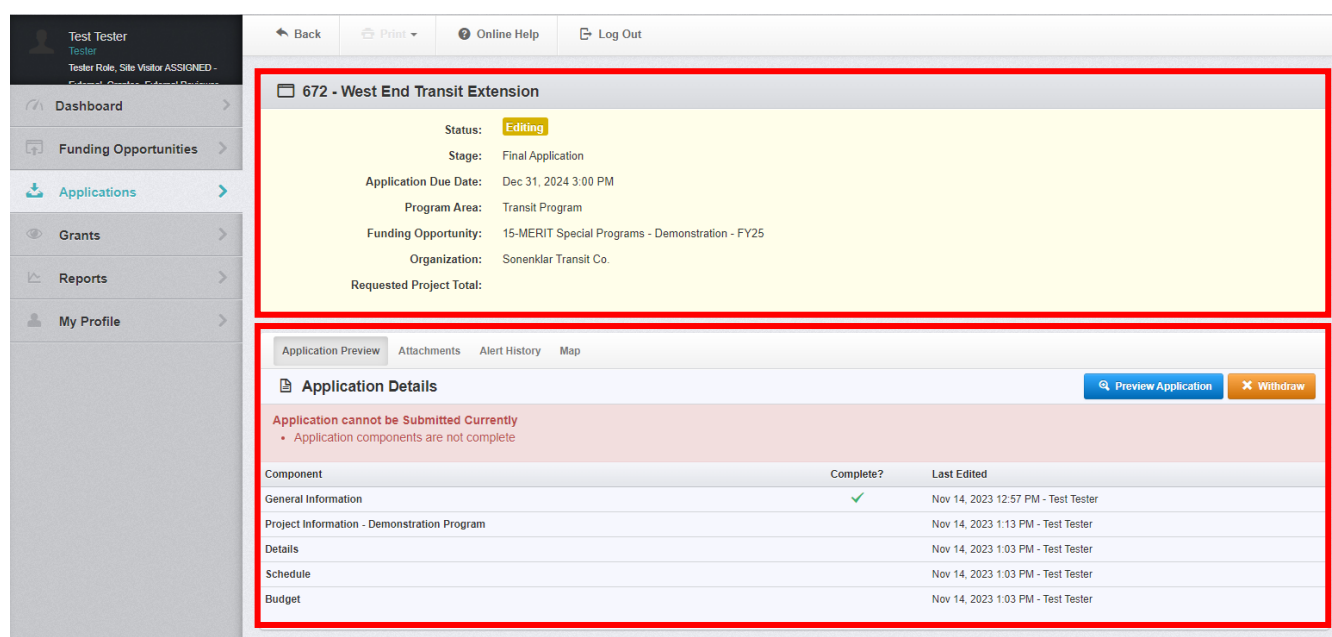 Test Tester
Tester
Tester Role, Site Visitor ASSIGNED -
Back
Print
Online Help
Log Out
Dashboard
Funding Opportunities
Applications
Grants
Reports
My Profile
672 - West End Transit Extension
Status: Editing
Stage: Final Application
Application Due Date: Dec 31, 2024 3:00 PM
Program Area: Transit Program
Funding Opportunity: 15-MERIT Special Programs - Demonstration - FY25
Organization: Sonenklar Transit Co.
Requested Project Total:
Application Preview Attachments Alert History Map
Application Details
Preview Application
Withdraw
Application cannot be Submitted Currently
• Application components are not complete
Component Complete? Last Edited
General Information Nov 14, 2023 12:57 PM - Test Tester
Project Information - Demonstration Program Nov 14, 2023 1:13 PM - Test Tester
Details Nov 14, 2023 1:03 PM - Test Tester
Schedule Nov 14, 2023 1:03 PM - Test Tester
Budget Nov 14, 2023 1:03 PM - Test Tester